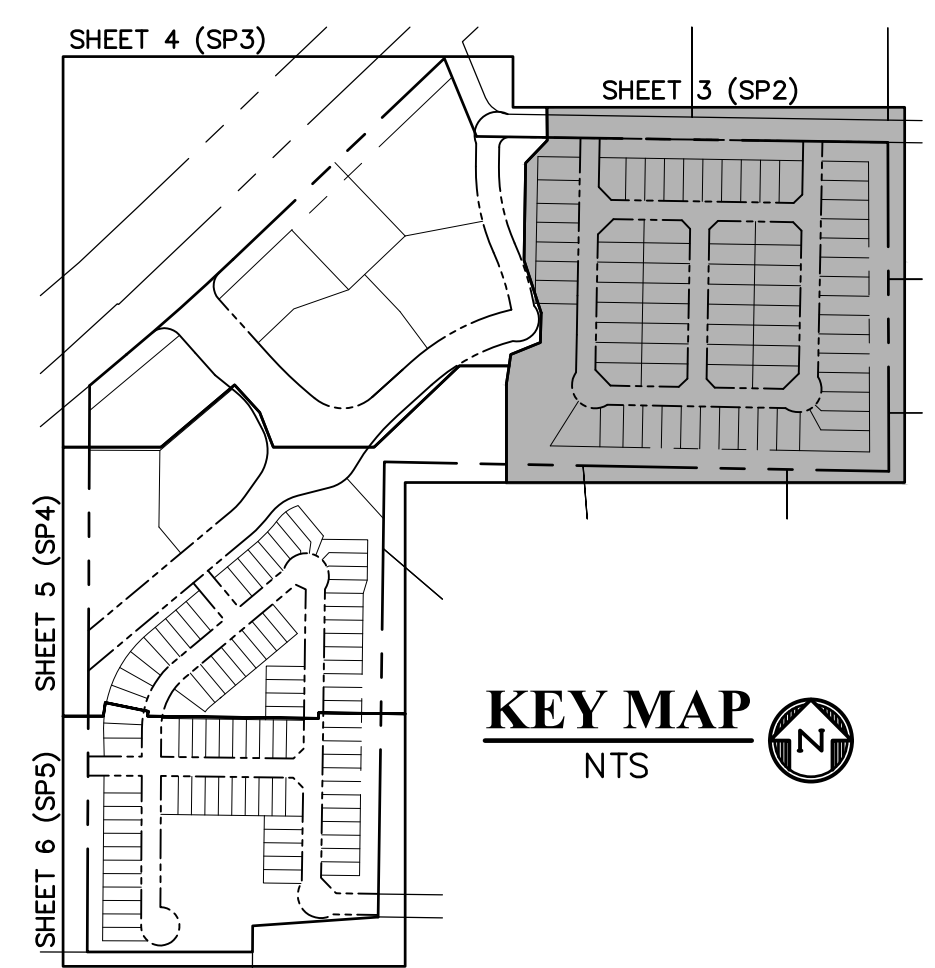 SHEET 4 (SP3)
SHEET 3 (SP2)
SHEET 5 (SP4)
KEY MAP
N
NTS
SHEET 6 (SP5)